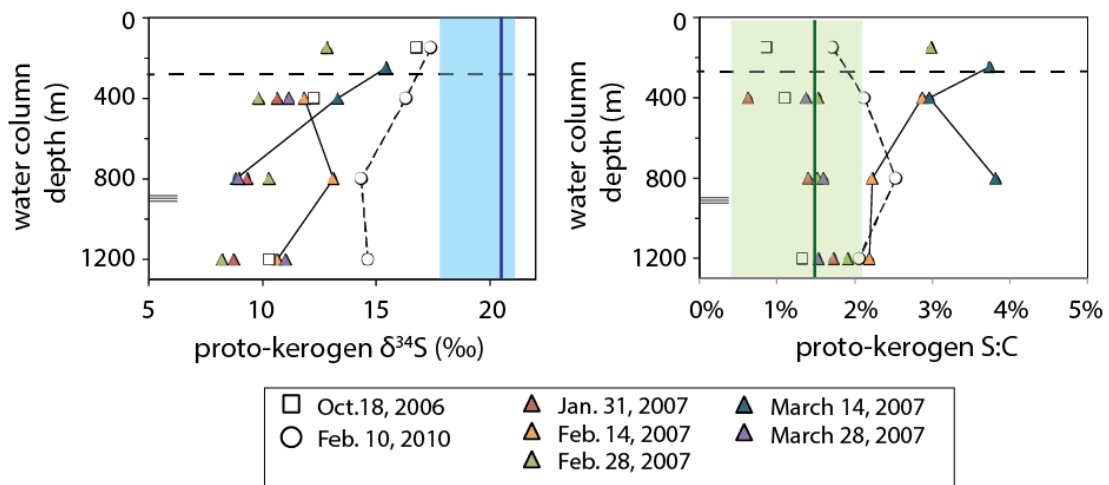 0
400
800
1200
water column
depth (m)
5
10
15
20
proto-kerogen δ³⁴S (‰)
0
400
800
1200
water column
depth (m)
0%
1%
2%
3%
4%
5%
proto-kerogen S:C
Oct.18, 2006
Feb. 10, 2010
Jan. 31, 2007
Feb. 14, 2007
Feb. 28, 2007
March 14, 2007
March 28, 2007